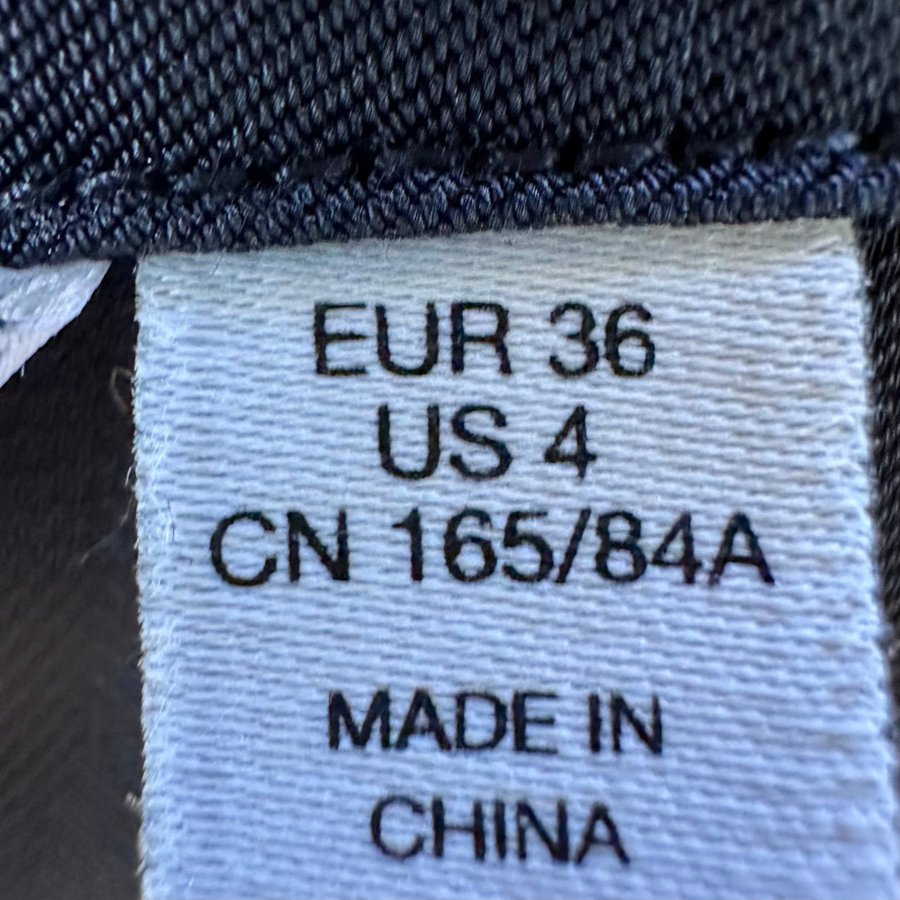 EUR 36
US 4
CN 165/84A
MADE IN
CHINA